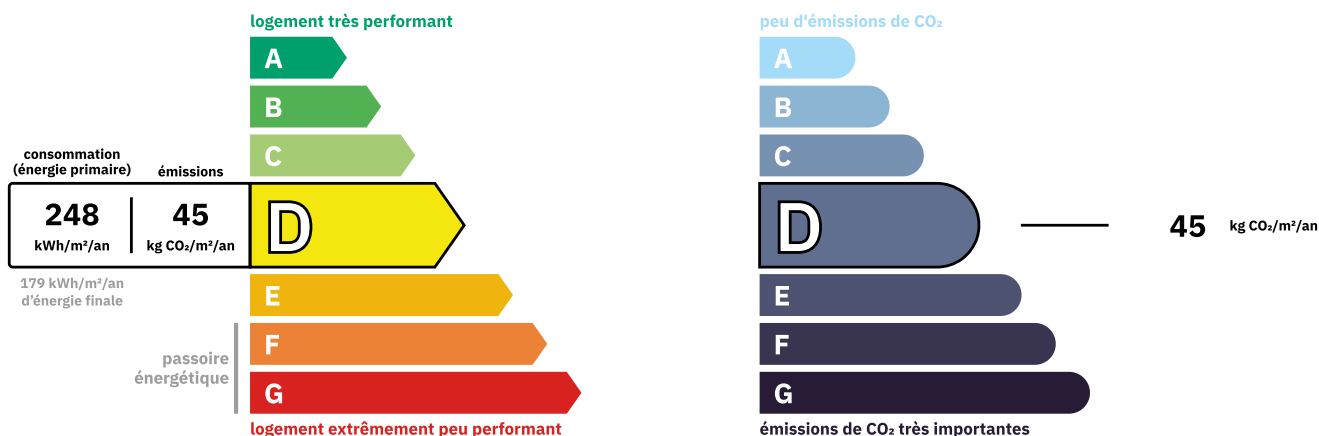 logement très performant
A
B
C
consommation
(énergie primaire)
émissions
248
kWh/m²/an
45
kg CO₂/m²/an
D
179 kWh/m²/an
d'énergie finale
E
passoire
énergétique
F
G
logement extrêmement peu performant
peu d'émissions de CO₂
A
B
C
D
45 kg CO₂/m²/an
E
F
G
émissions de CO₂ très importantes